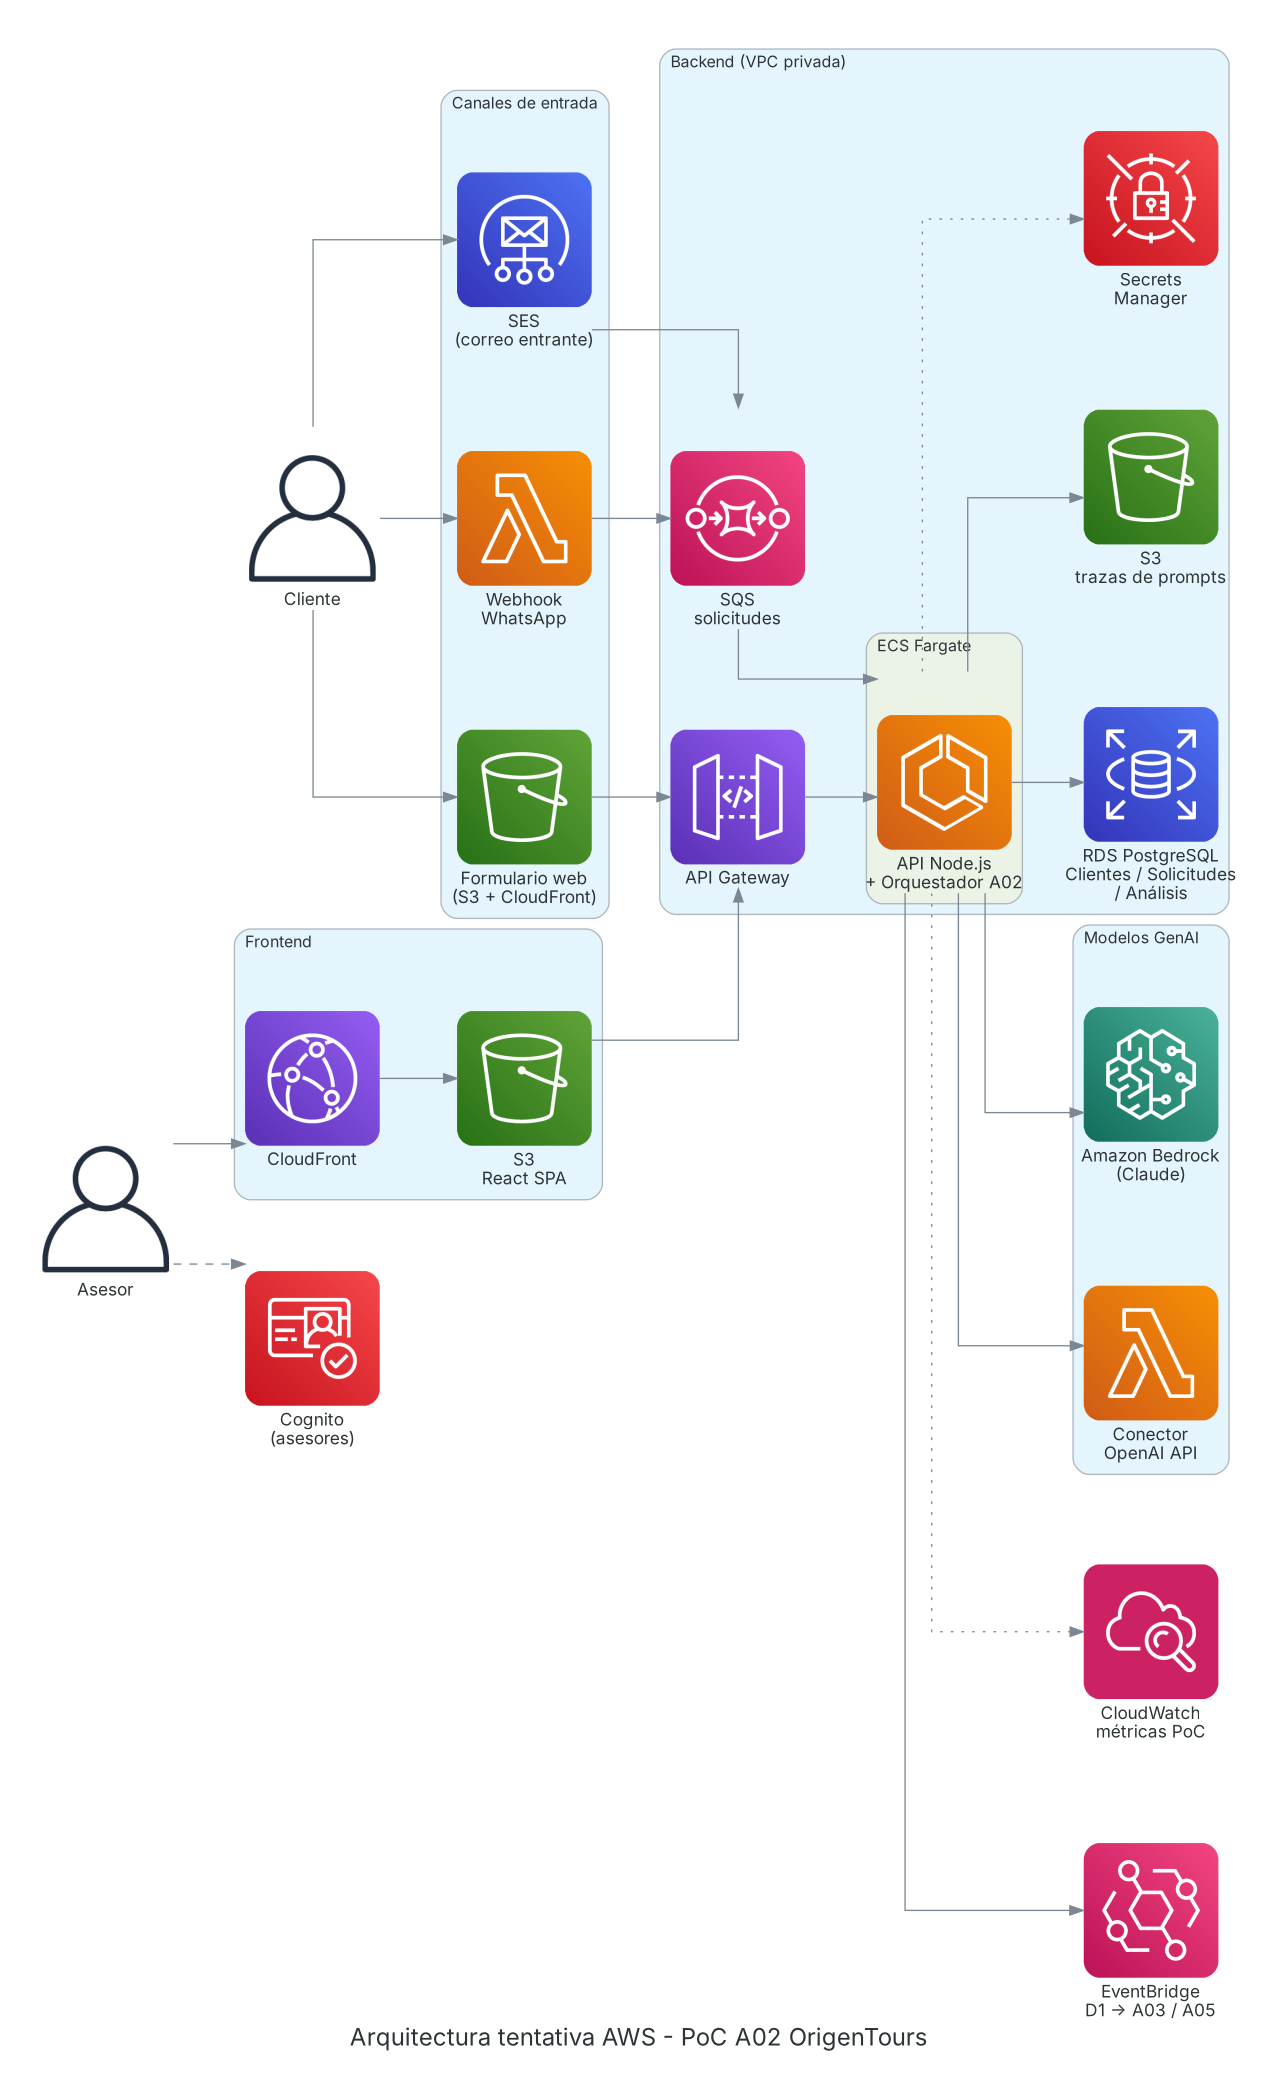 Backend (VPC privada)
Canales de entrada
Secrets
Manager
SES
(correo entrante)
S3
trazas de prompts
Cliente
Webhook
WhatsApp
SQS
solicitudes
ECS Fargate
API Node.js
+ Orquestador A02
RDS PostgreSQL
Clientes / Solicitudes
/ Análisis
Formulario web
(S3 + CloudFront)
API Gateway
Frontend
Modelos GenAI
CloudFront
S3
React SPA
Amazon Bedrock
(Claude)
Asesor
Cognito
(asesores)
Conector
OpenAI API
CloudWatch
métricas PoC
EventBridge
D1 → A03 / A05
Arquitectura tentativa AWS - PoC A02 OrigenTours